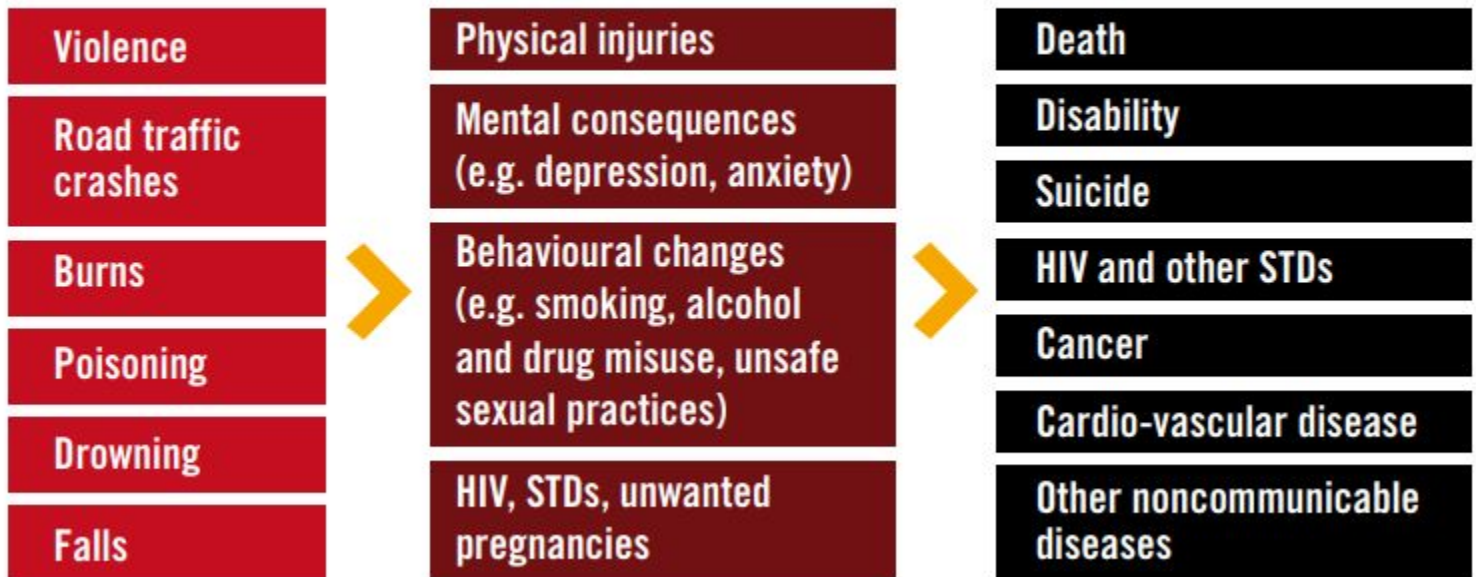 Violence
Road traffic
crashes
Burns
Poisoning
Drowning
Falls
Physical injuries
Mental consequences
(e.g. depression, anxiety)
Behavioural changes
(e.g. smoking, alcohol
and drug misuse, unsafe
sexual practices)
HIV, STDs, unwanted
pregnancies
Death
Disability
Suicide
HIV and other STDs
Cancer
Cardio-vascular disease
Other noncommunicable
diseases